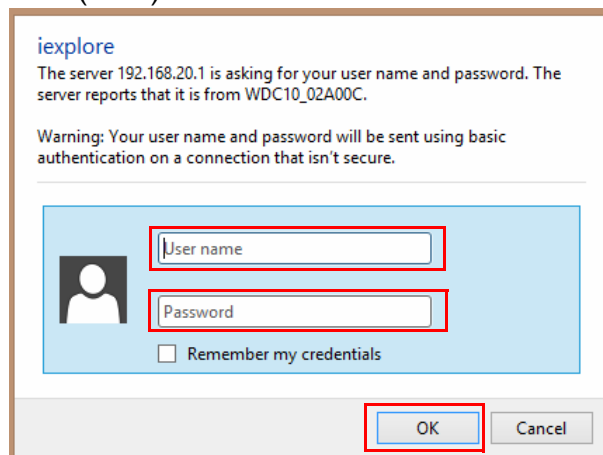 iexplore
The server 192.168.20.1 is asking for your user name and password. The
server reports that it is from WDC10_02A00C.
Warning: Your user name and password will be sent using basic
authentication on a connection that isn't secure.
User name
Password
Remember my credentials
OK
Cancel